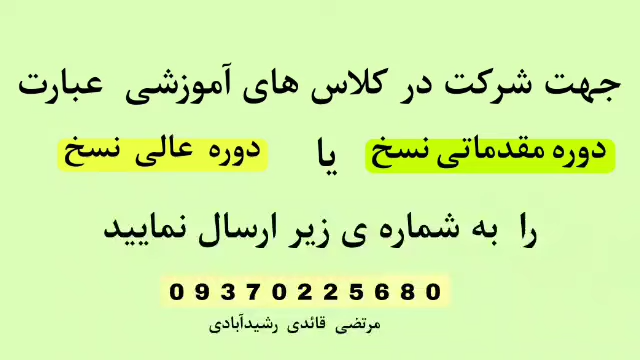 جهت شرکت در کلاس های آموزشی عبارت
دوره مقدماتی نسخ یا دوره عالی نسخ
را به شماره ی زیر ارسال نمایید
09370225680
مرتضی قائدی رشیدآبادی